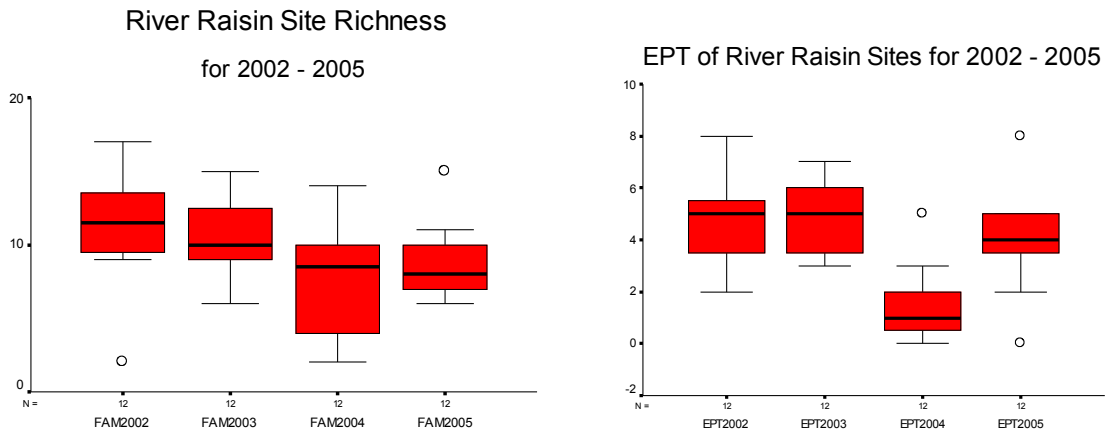 River Raisin Site Richness
for 2002 - 2005
20
10
0
N =
12
12
12
12
FAM2002
FAM2003
FAM2004
FAM2005
EPT of River Raisin Sites for 2002 - 2005
10
8
6
4
2
0
-2
N =
12
12
12
12
EPT2002
EPT2003
EPT2004
EPT2005